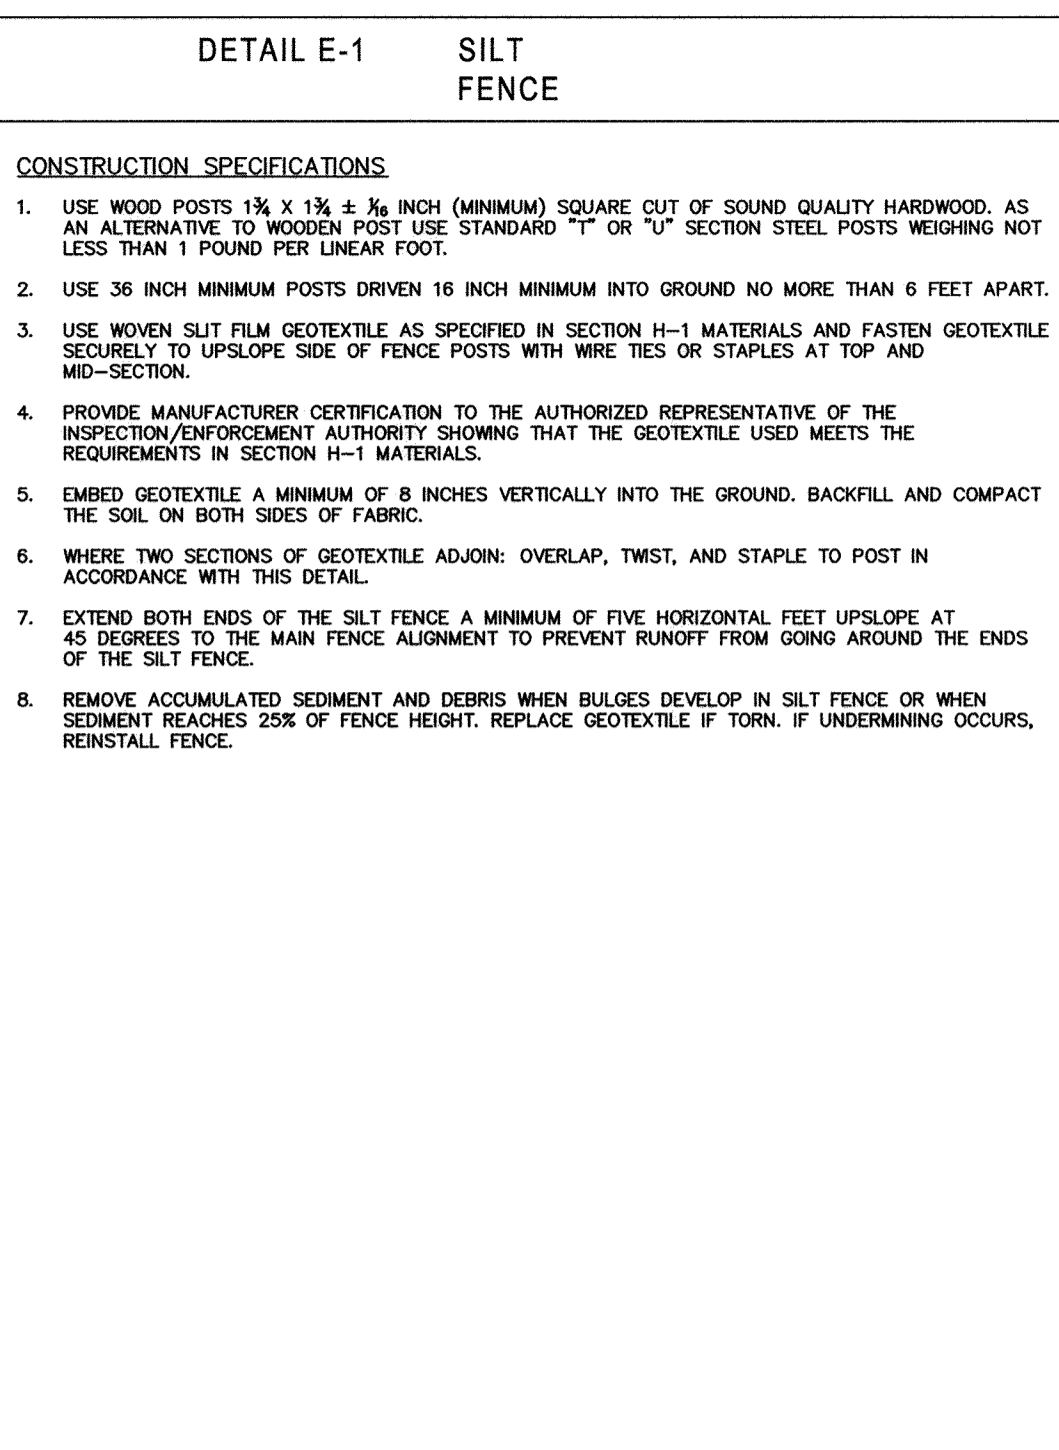 DETAIL E-1 SILT
FENCE
CONSTRUCTION SPECIFICATIONS
1. USE WOOD POSTS 1¾ X 1¾ ± 1⁄16 INCH (MINIMUM) SQUARE CUT OF SOUND QUALITY HARDWOOD. AS
AN ALTERNATIVE TO WOODEN POST USE STANDARD "T" OR "U" SECTION STEEL POSTS WEIGHING NOT
LESS THAN 1 POUND PER LINEAR FOOT.
2. USE 36 INCH MINIMUM POSTS DRIVEN 16 INCH MINIMUM INTO GROUND NO MORE THAN 6 FEET APART.
3. USE WOVEN SLIT FILM GEOTEXTILE AS SPECIFIED IN SECTION H-1 MATERIALS AND FASTEN GEOTEXTILE
SECURELY TO UPSLOPE SIDE OF FENCE POSTS WITH WIRE TIES OR STAPLES AT TOP AND
MID-SECTION.
4. PROVIDE MANUFACTURER CERTIFICATION TO THE AUTHORIZED REPRESENTATIVE OF THE
INSPECTION/ENFORCEMENT AUTHORITY SHOWING THAT THE GEOTEXTILE USED MEETS THE
REQUIREMENTS IN SECTION H-1 MATERIALS.
5. EMBED GEOTEXTILE A MINIMUM OF 8 INCHES VERTICALLY INTO THE GROUND. BACKFILL AND COMPACT
THE SOIL ON BOTH SIDES OF FABRIC.
6. WHERE TWO SECTIONS OF GEOTEXTILE ADJOIN: OVERLAP, TWIST, AND STAPLE TO POST IN
ACCORDANCE WITH THIS DETAIL.
7. EXTEND BOTH ENDS OF THE SILT FENCE A MINIMUM OF FIVE HORIZONTAL FEET UPSLOPE AT
45 DEGREES TO THE MAIN FENCE ALIGNMENT TO PREVENT RUNOFF FROM GOING AROUND THE ENDS
OF THE SILT FENCE.
8. REMOVE ACCUMULATED SEDIMENT AND DEBRIS WHEN BULGES DEVELOP IN SILT FENCE OR WHEN
SEDIMENT REACHES 25% OF FENCE HEIGHT. REPLACE GEOTEXTILE IF TORN. IF UNDERMINING OCCURS,
REINSTALL FENCE.